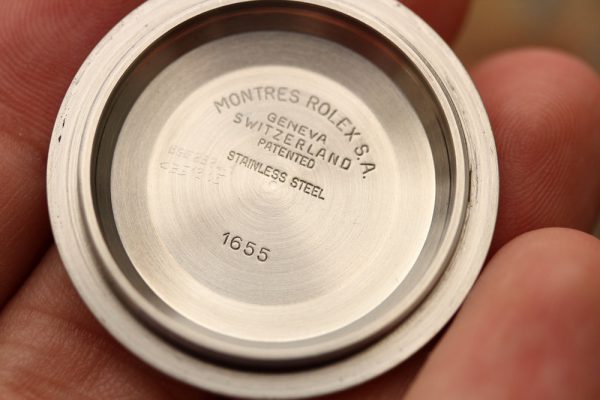 MONTRES ROLEX S.A.
GENEVA
SWITZERLAND
PATENTED
STAINLESS STEEL
1655